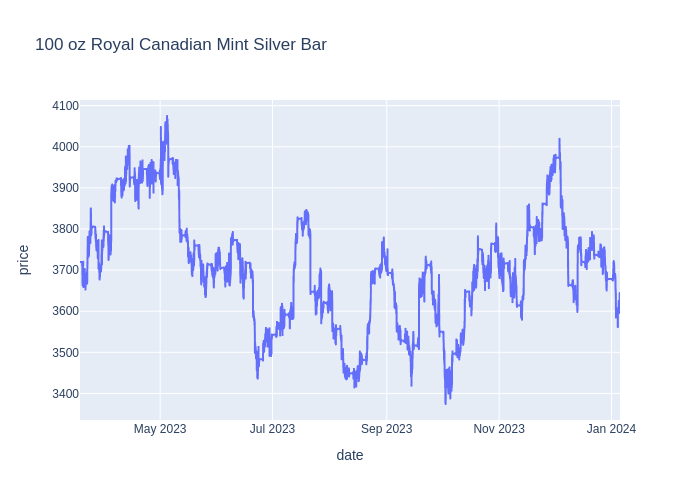 100 oz Royal Canadian Mint Silver Bar
4100
4000
3900
3800
3700
3600
3500
3400
price
May 2023
Jul 2023
Sep 2023
Nov 2023
Jan 2024
date